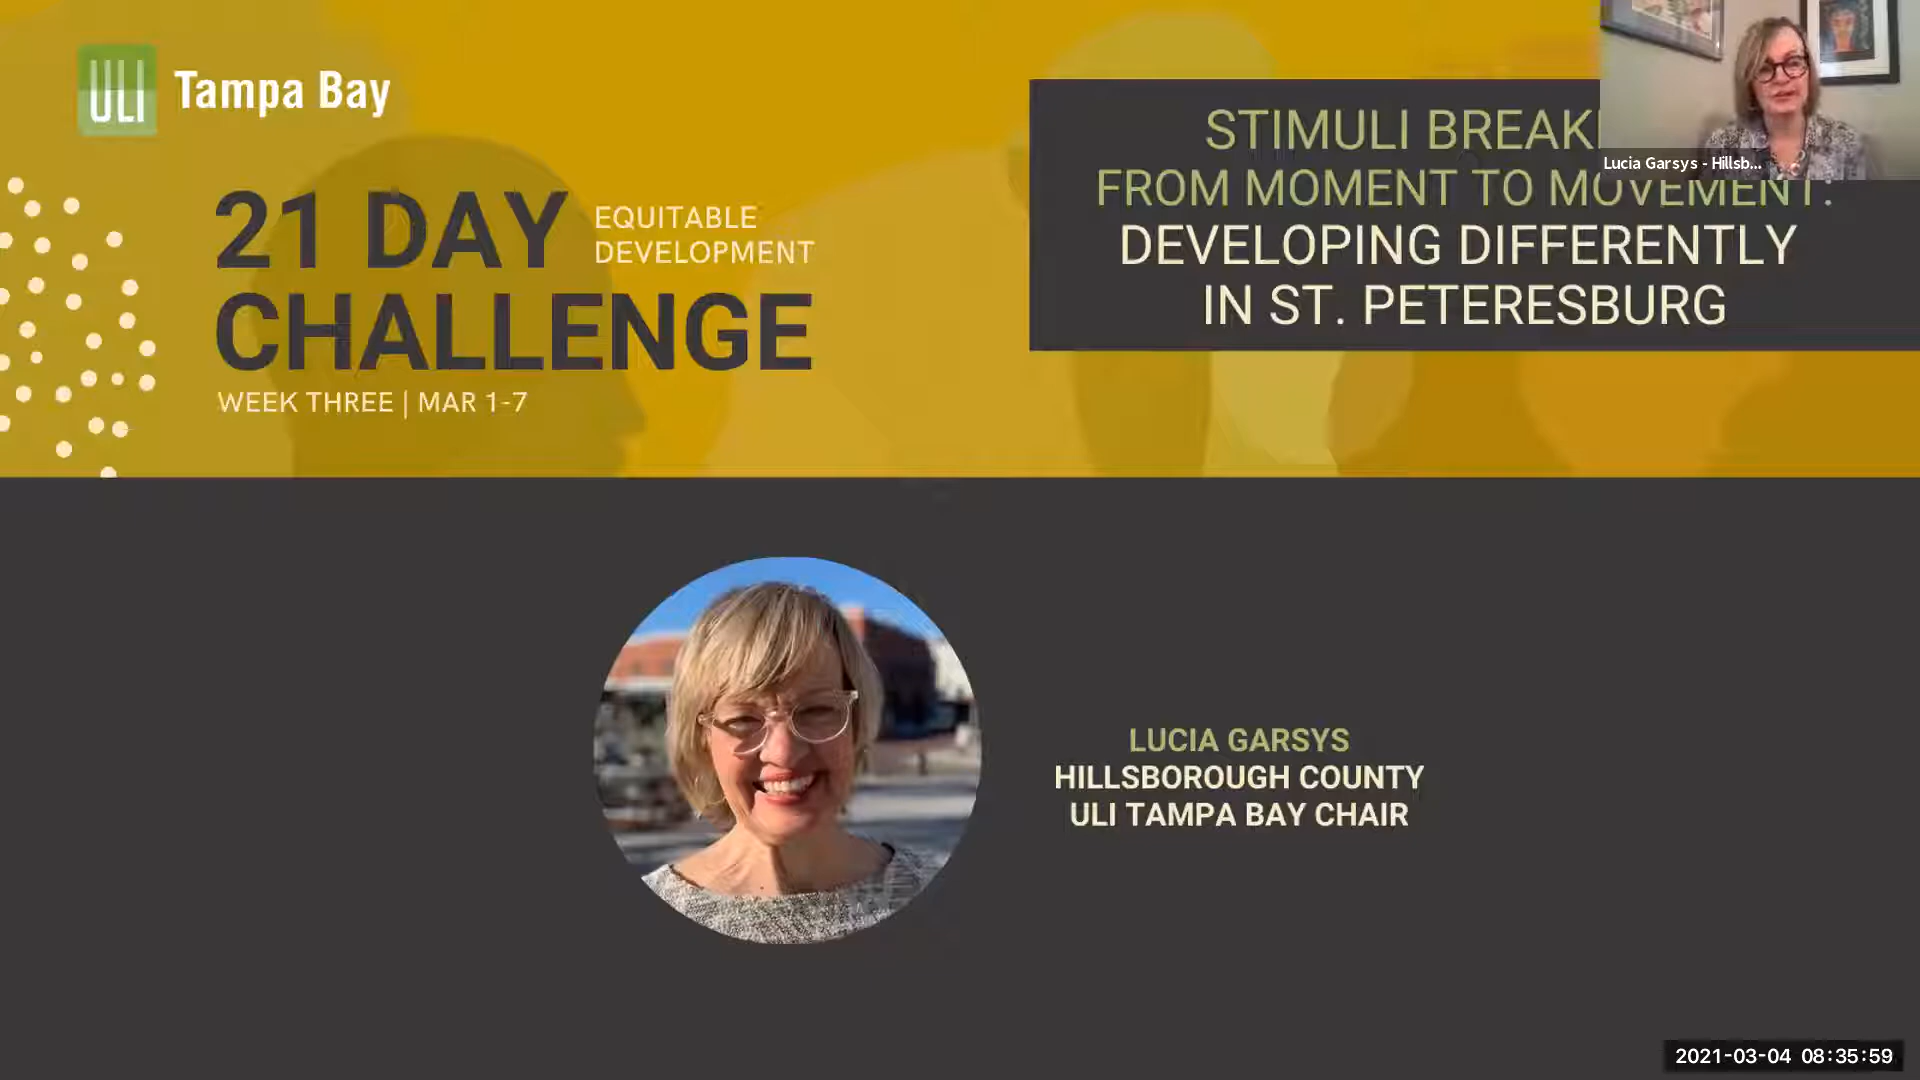 ULI Tampa Bay
21 DAY
EQUITABLE
DEVELOPMENT
CHALLENGE
WEEK THREE | MAR 1-7
STIMULI
FROM MOMENT TO MOVEMENT:
DEVELOPING DIFFERENTLY
IN ST. PETERESBURG
Lucia Garsys - Hillsb...
LUCIA GARSYS
HILLSBOROUGH COUNTY
ULI TAMPA BAY CHAIR
2021-03-04 08:35:59